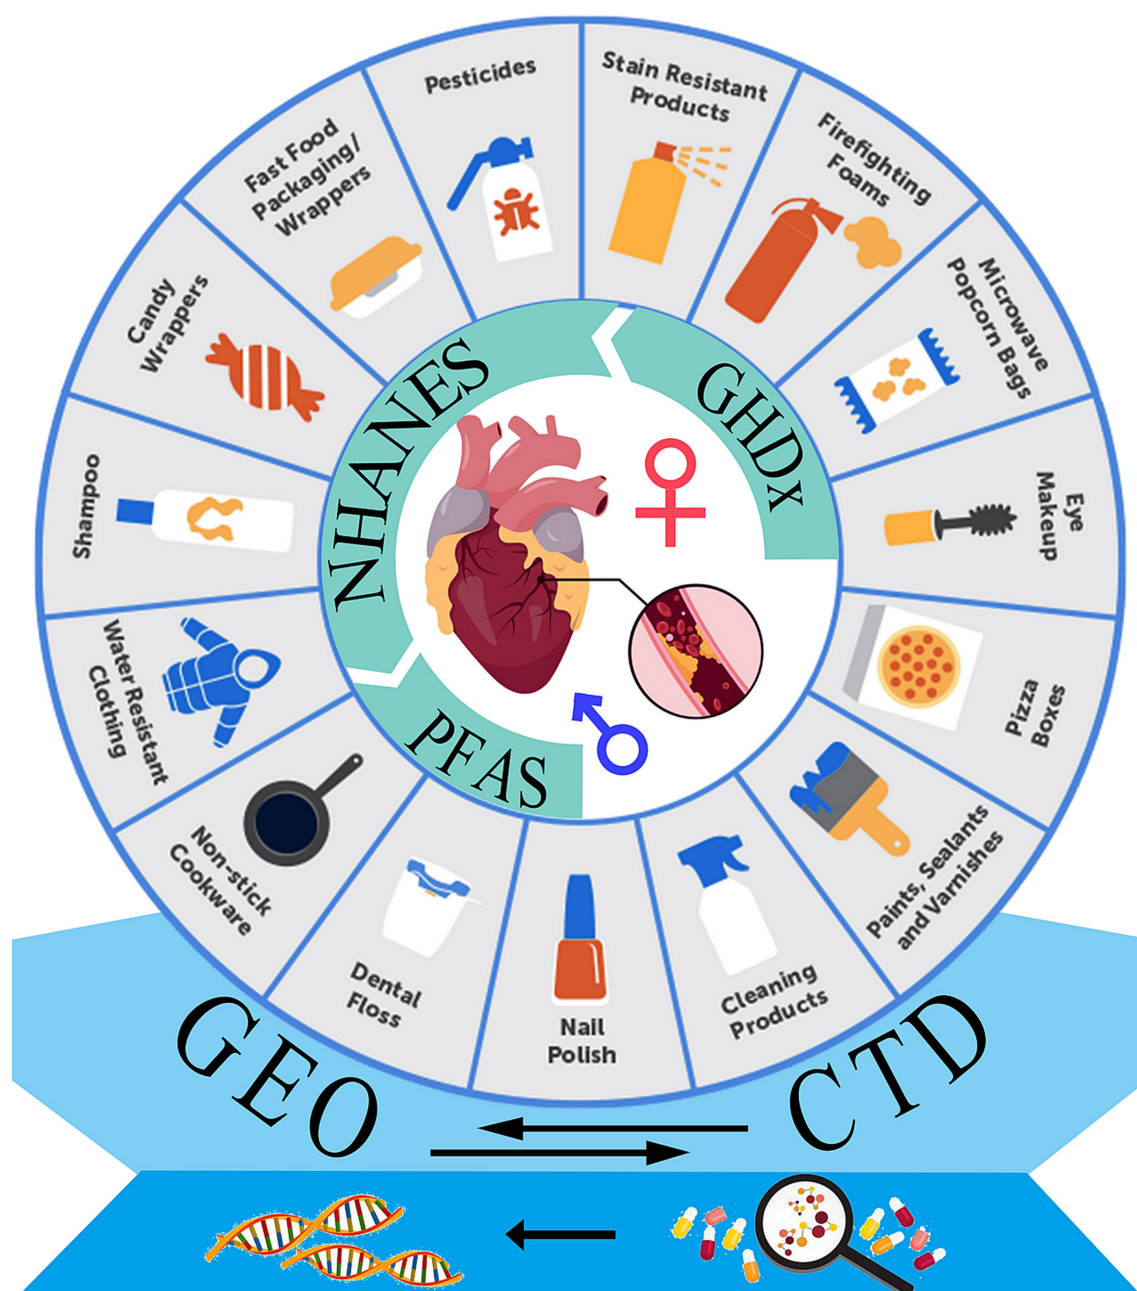 Pesticides
Stain Resistant
Products
Firefighting
Foams
Microwave
Popcorn Bags
Eye
Makeup
Pizza
Boxes
Paints, Sealants
and Varnishes
Cleaning
Products
Nail
Polish
Dental
Floss
Non-stick
Cookware
Water Resistant
Clothing
Shampoo
Candy
Wrappers
Fast Food
Packaging/
Wrappers
GHDx
NHANES
PFAS
GEO
CTD